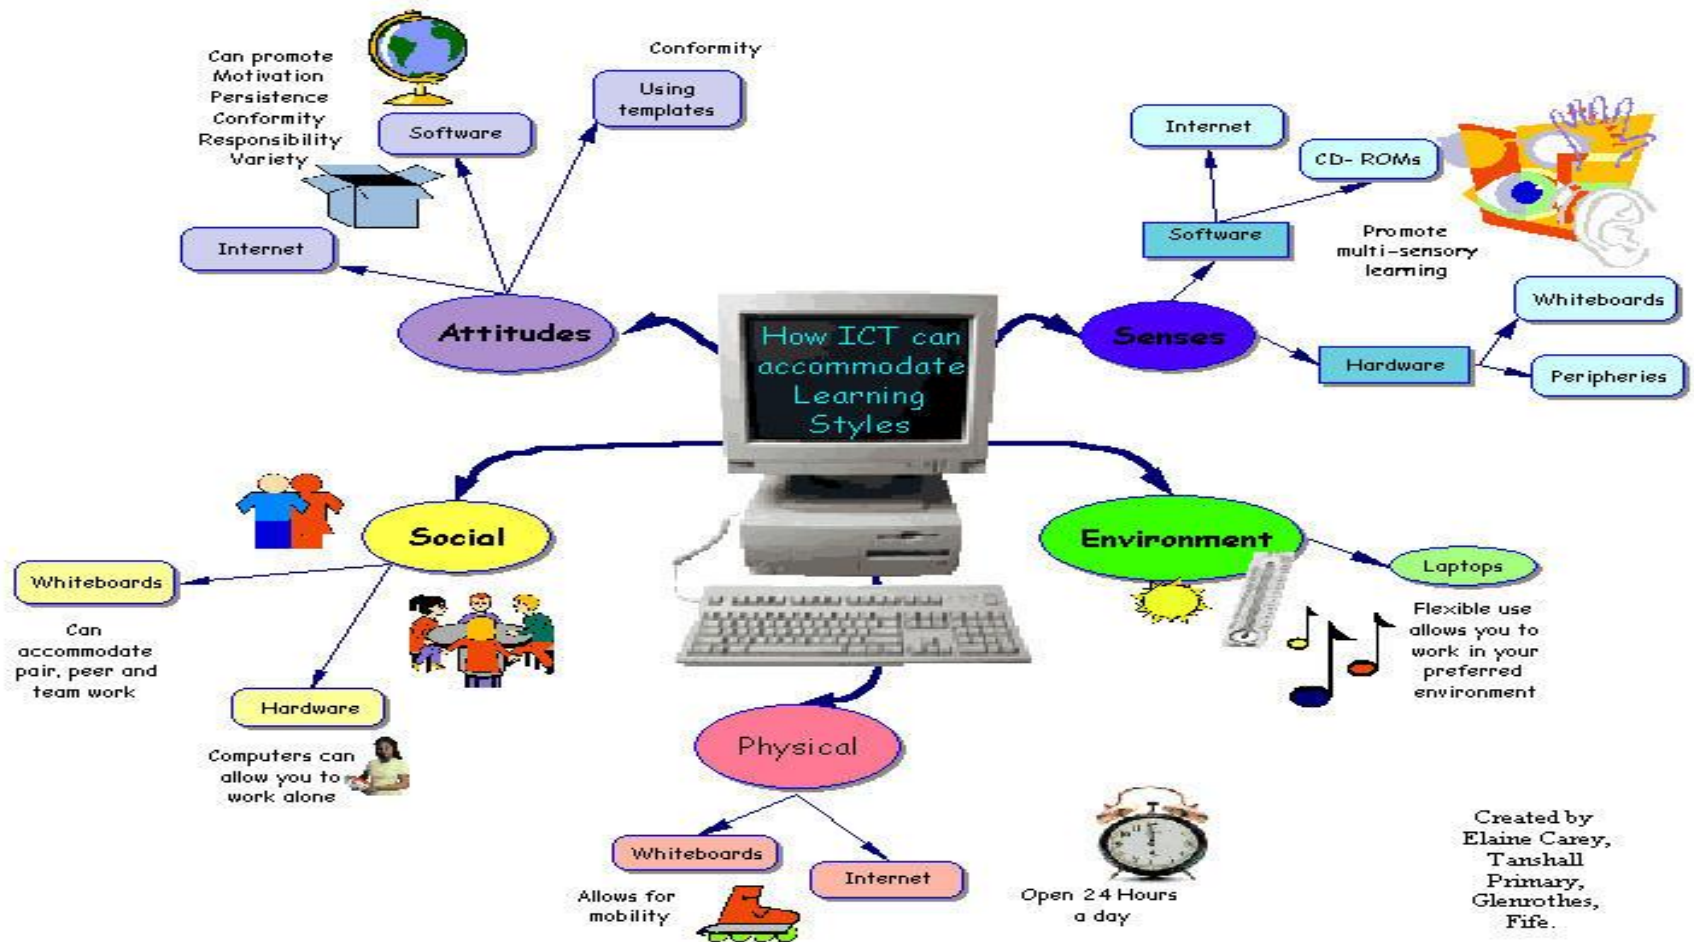 How ICT can
accommodate
Learning
Styles
Attitudes
Can promote
Motivation
Persistence
Conformity
Responsibility
Variety
Internet
Software
Conformity
Using
templates
Senses
Software
Internet
CD- ROMs
Promote
multi-sensory
learning
Hardware
Whiteboards
Peripheries
Social
Whiteboards
Can
accommodate
pair, peer and
team work
Hardware
Computers can
allow you to
work alone
Environment
Laptops
Flexible use
allows you to
work in your
preferred
environment
Physical
Whiteboards
Allows for
mobility
Internet
Open 24 Hours
a day
Created by
Elaine Carey,
Tanshall
Primary,
Glenrothes,
Fife.